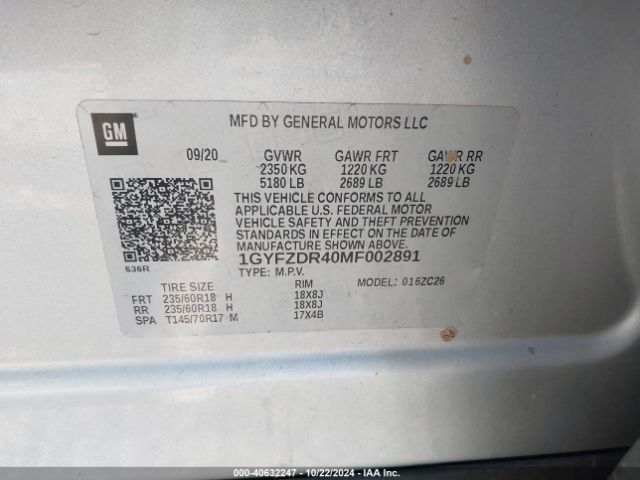 GM
MFD BY GENERAL MOTORS LLC
09/20 GVWR GAWR FRT GAWR RR
2350 KG 1220 KG 1220 KG
5180 LB 2689 LB 2689 LB
THIS VEHICLE CONFORMS TO ALL
APPLICABLE U.S. FEDERAL MOTOR
VEHICLE SAFETY AND THEFT PREVENTION
STANDARDS IN EFFECT ON THE DATE OF
MANUFACTURE SHOWN ABOVE.
636R
1GYFZDR40MF002891
TYPE: M.P.V. MODEL: 016ZC26
TIRE SIZE RIM
FRT 235/60R18 H 18X8J
RR 235/60R18 H 18X8J
SPA T145/70R17 M 17X4B
000-40632247 - 10/22/2024 - IAA Inc.